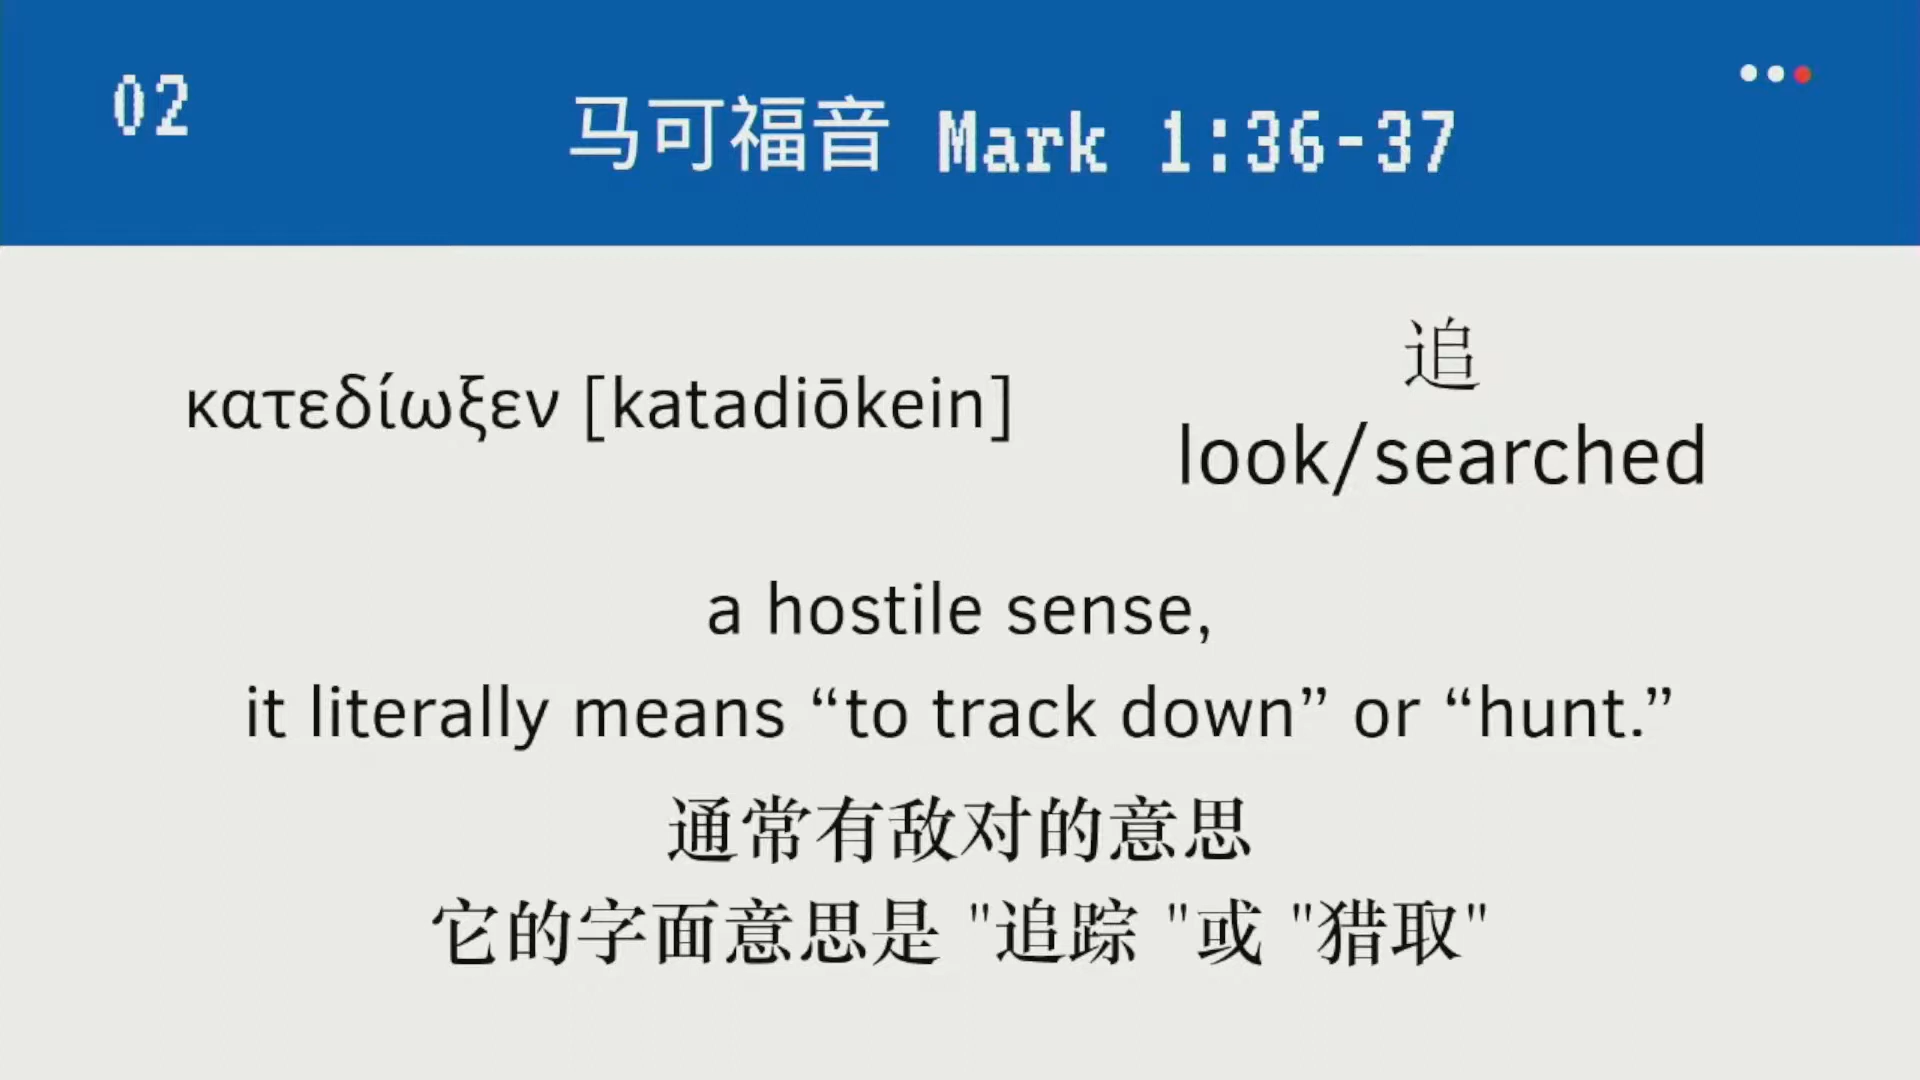 02
马可福音 Mark 1:36-37
κατεδίωξεν [katadiōkein]
追
look/searched
a hostile sense,
it literally means “to track down” or “hunt.”
通常有敌对的意思
它的字面意思是 "追踪 "或 "猎取"